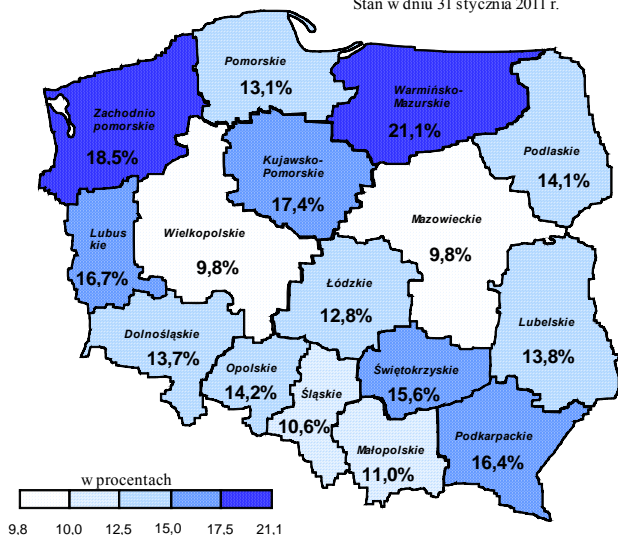 Stan w dniu 31 stycznia 2011 r.
Pomorskie
13,1%
Warmińsko-
Mazurskie
21,1%
Zachodnio
pomorskie
18,5%
Kujawsko-
Pomorskie
17,4%
Podlaskie
14,1%
Lubus
kie
16,7%
Wielkopolskie
9,8%
Mazowieckie
9,8%
Łódzkie
12,8%
Lubelskie
13,8%
Dolnośląskie
13,7%
Opolskie
14,2%
Śląskie
10,6%
Świętokrzyskie
15,6%
Małopolskie
11,0%
Podkarpackie
16,4%
w procentach
9,8 10,0 12,5 15,0 17,5 21,1